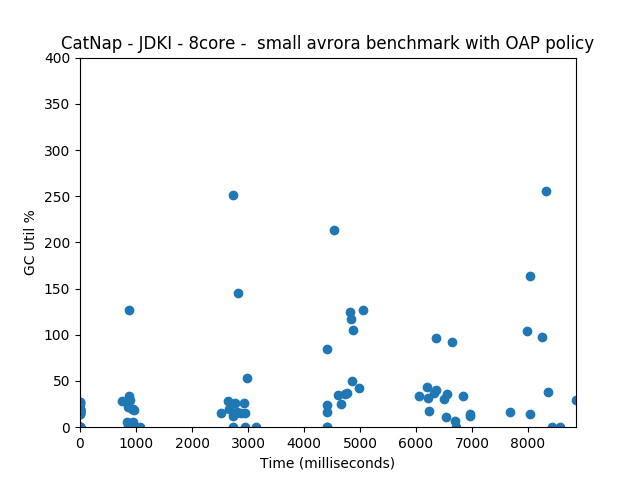 CatNap - JDKI - 8core -  small avrora benchmark with OAP policy
400
350
300
250
200
150
100
50
0
GC Util %
0 1000 2000 3000 4000 5000 6000 7000 8000
Time (milliseconds)